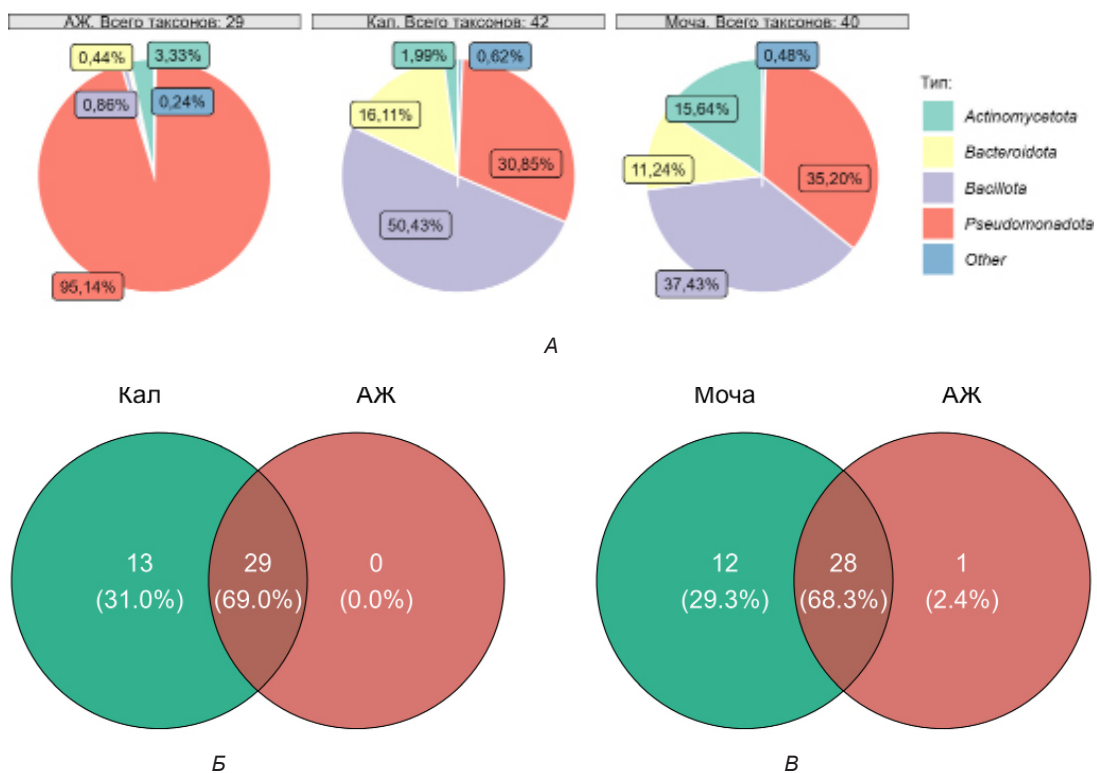 АЖ. Всего таксонов: 29
Кал. Всего таксонов: 42
Моча. Всего таксонов: 40
0,44%
3,33%
0,86%
0,24%
95,14%
1,99%
0,62%
16,11%
30,85%
50,43%
0,48%
15,64%
11,24%
35,20%
37,43%
Тип:
Actinomycetota
Bacteroidota
Bacillota
Pseudomonadota
Other
А
Кал
АЖ
13
(31.0%)
29
(69.0%)
0
(0.0%)
Б
Моча
АЖ
12
(29.3%)
28
(68.3%)
1
(2.4%)
В